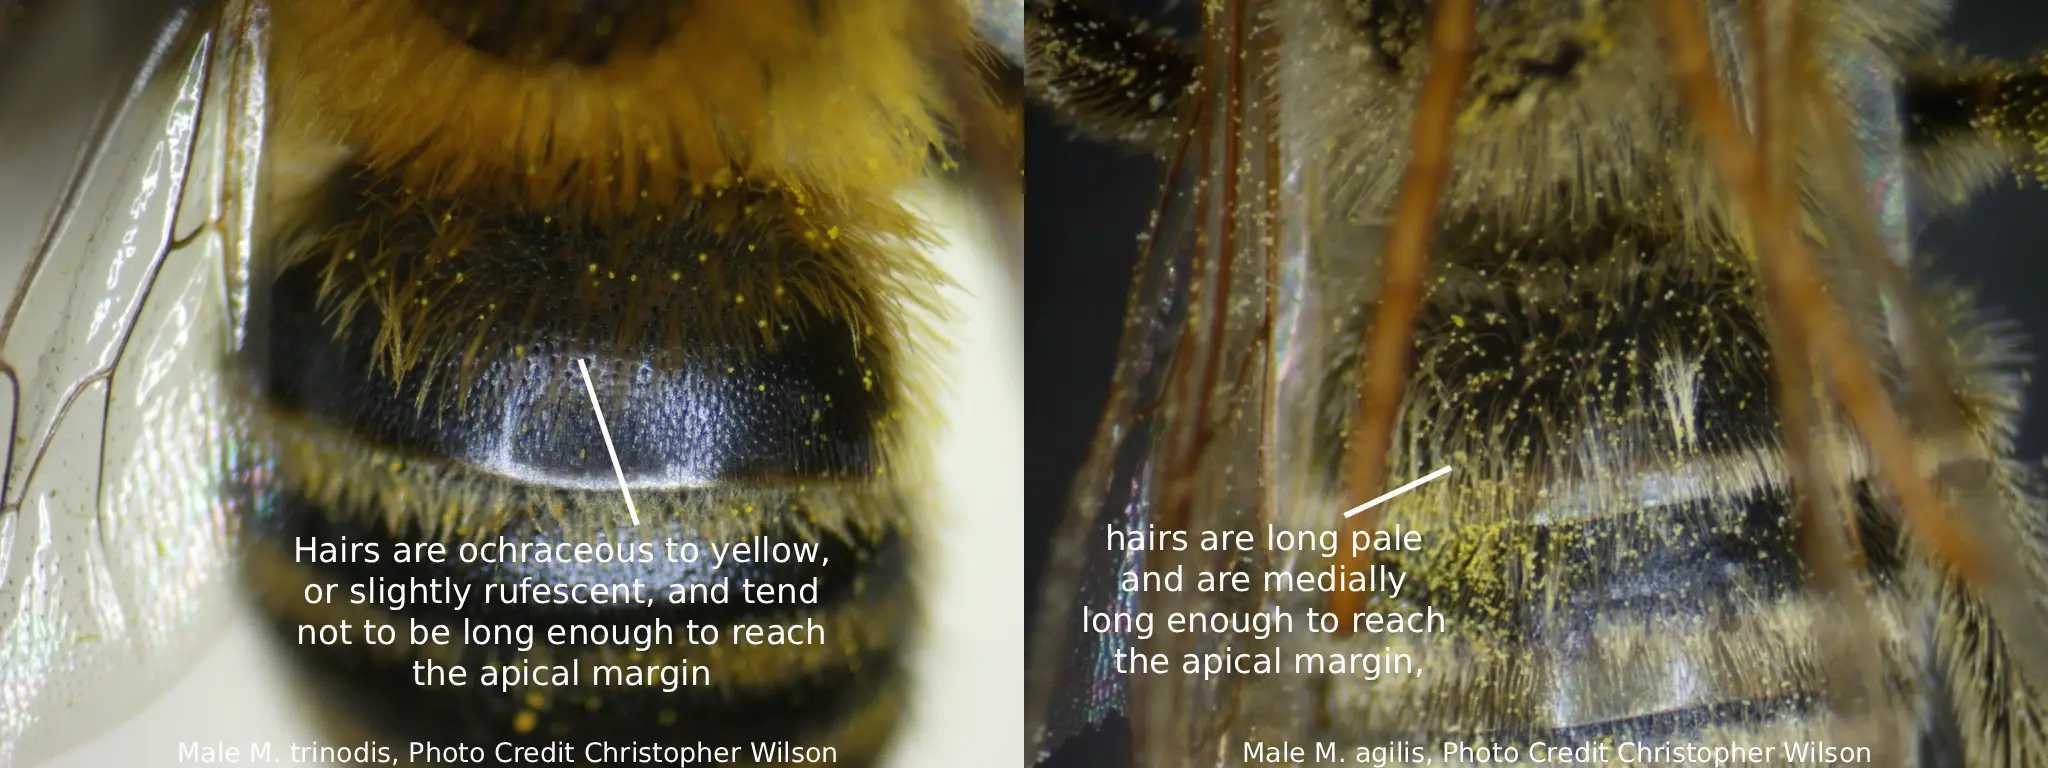 Hairs are ochraceous to yellow,
or slightly rufescent, and tend
not to be long enough to reach
the apical margin
Male M. trinodis, Photo Credit Christopher Wilson
hairs are long pale
and are medially
long enough to reach
the apical margin,
Male M. agilis, Photo Credit Christopher Wilson